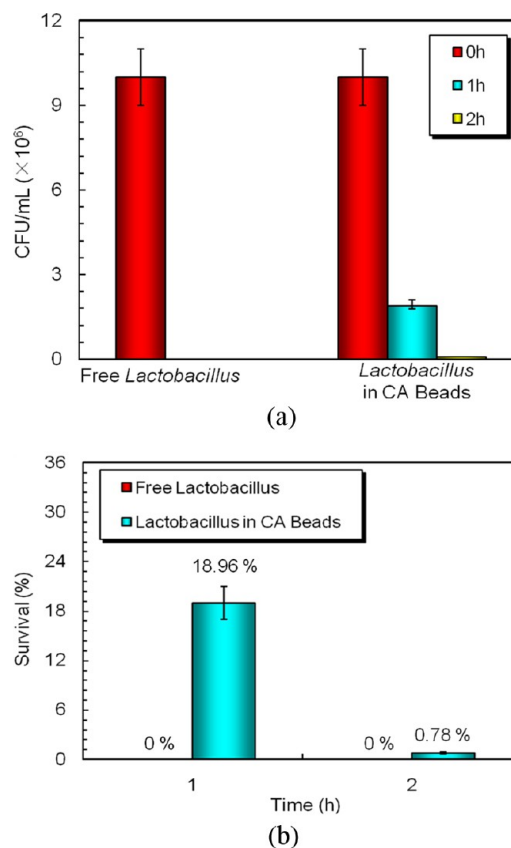 12
9
6
3
0
CFU/mL (×10⁶)
0h
1h
2h
Free Lactobacillus
Lactobacillus
in CA Beads
(a)
36
30
24
18
12
6
0
Survival (%)
Free Lactobacillus
Lactobacillus in CA Beads
18.96 %
0 %
0 %
0.78 %
1
2
Time (h)
(b)